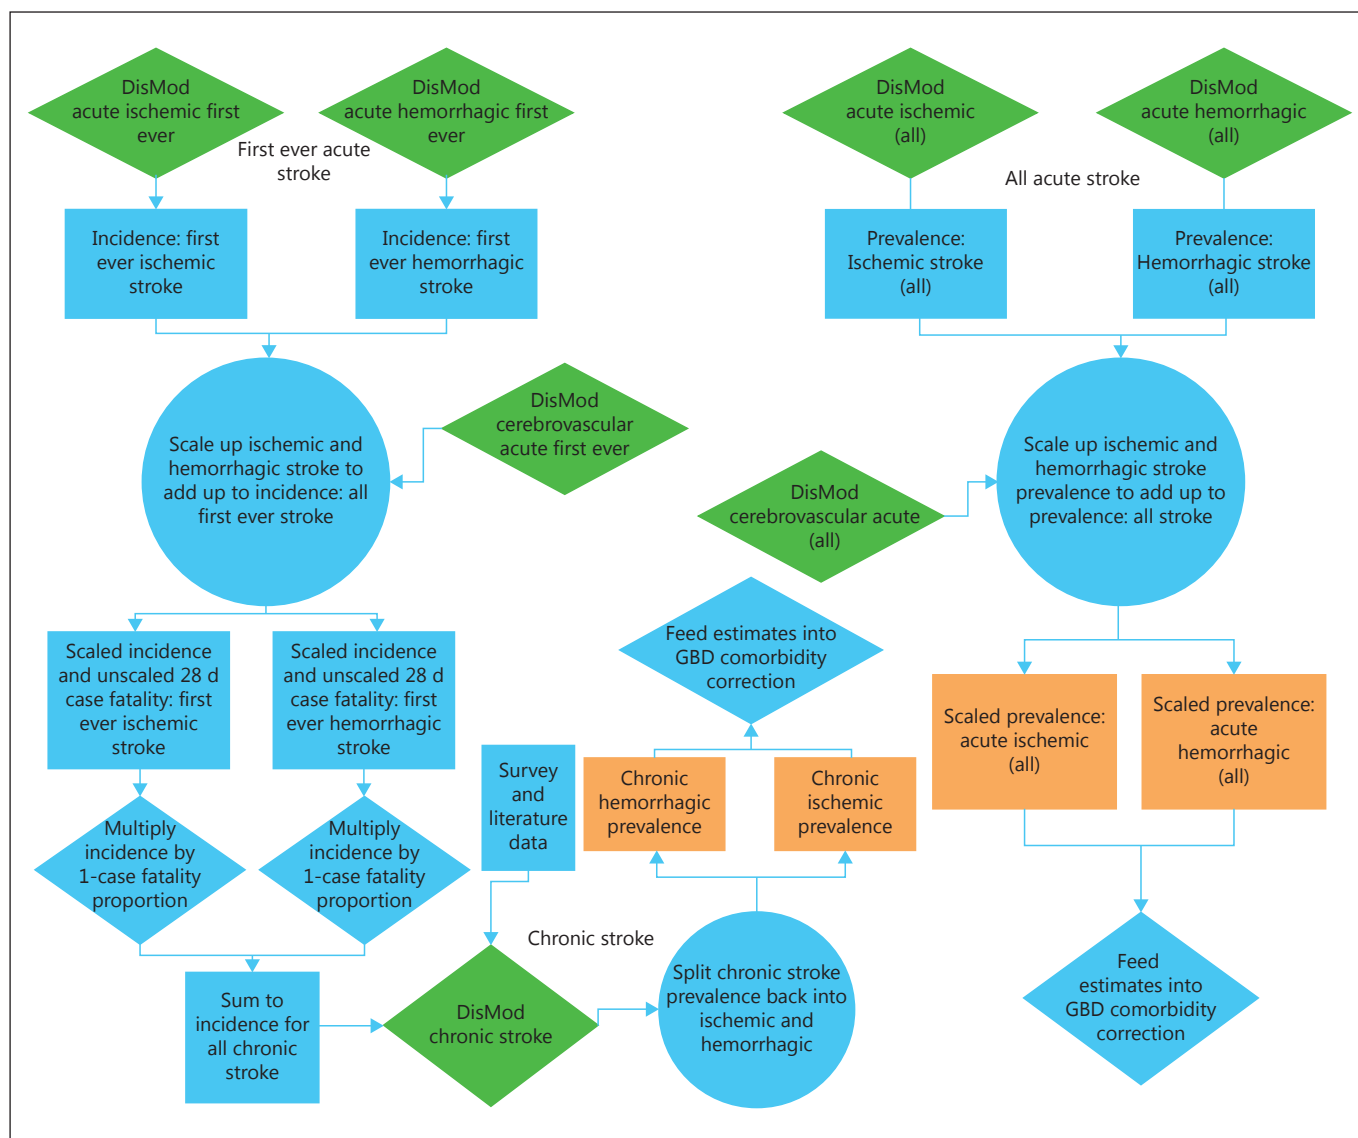 DisMod
acute ischemic first
ever
DisMod
acute hemorrhagic first
ever
First ever acute
stroke
Incidence: first
ever ischemic
stroke
Incidence: first
ever hemorrhagic
stroke
Scale up ischemic and
hemorrhagic stroke to
add up to incidence: all
first ever stroke
DisMod
cerebrovascular
acute first ever
Scaled incidence
and unscaled 28 d
case fatality: first
ever ischemic
stroke
Scaled incidence
and unscaled 28 d
case fatality: first
ever hemorrhagic
stroke
Multiply
incidence by
1-case fatality
proportion
Multiply
incidence by
1-case fatality
proportion
Sum to
incidence for
all chronic
stroke
Survey
and
literature
data
Chronic stroke
DisMod
chronic stroke
Split chronic stroke
prevalence back into
ischemic and
hemorrhagic
Chronic
hemorrhagic
prevalence
Chronic
ischemic
prevalence
Feed estimates into
GBD comorbidity
correction
DisMod
acute ischemic
(all)
DisMod
acute hemorrhagic
(all)
All acute stroke
Prevalence:
Ischemic stroke
(all)
Prevalence:
Hemorrhagic stroke
(all)
DisMod
cerebrovascular acute
(all)
Scale up ischemic and
hemorrhagic stroke
prevalence to add up to
prevalence: all stroke
Scaled prevalence:
acute ischemic
(all)
Scaled prevalence:
acute
hemorrhagic
(all)
Feed
estimates into
GBD comorbidity
correction